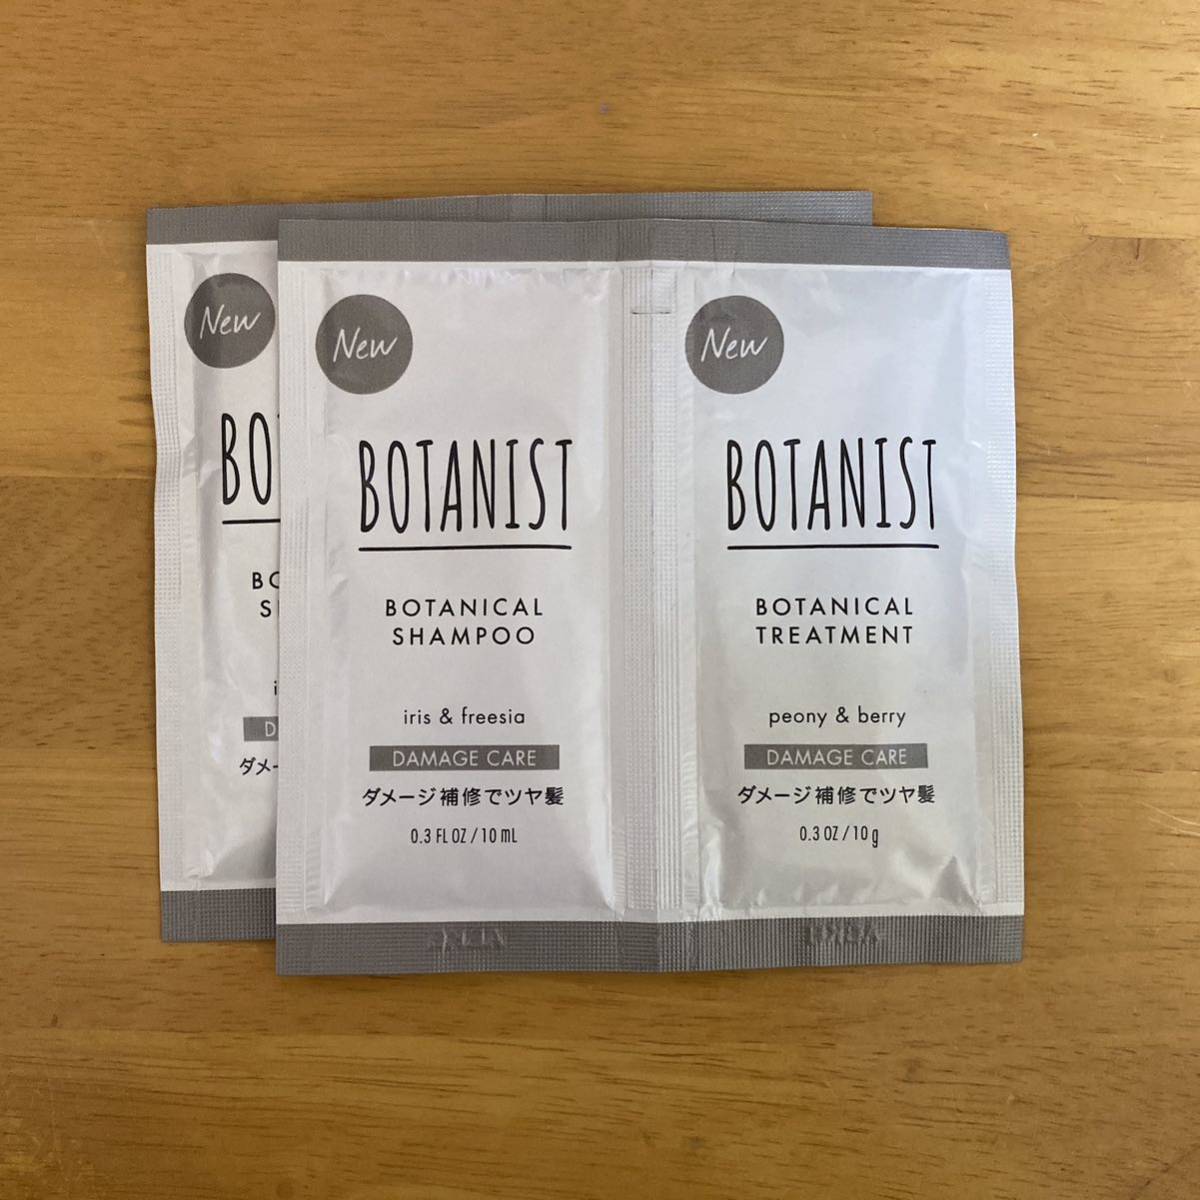 New
BO
BO
S
i
D
ダメー
New
BOTANIST
BOTANICAL
SHAMPOO
iris & freesia
DAMAGE CARE
ダメージ補修でツヤ髪
0.3 FL OZ / 10 mL
New
BOTANIST
BOTANICAL
TREATMENT
peony & berry
DAMAGE CARE
ダメージ補修でツヤ髪
0.3 OZ / 10 g